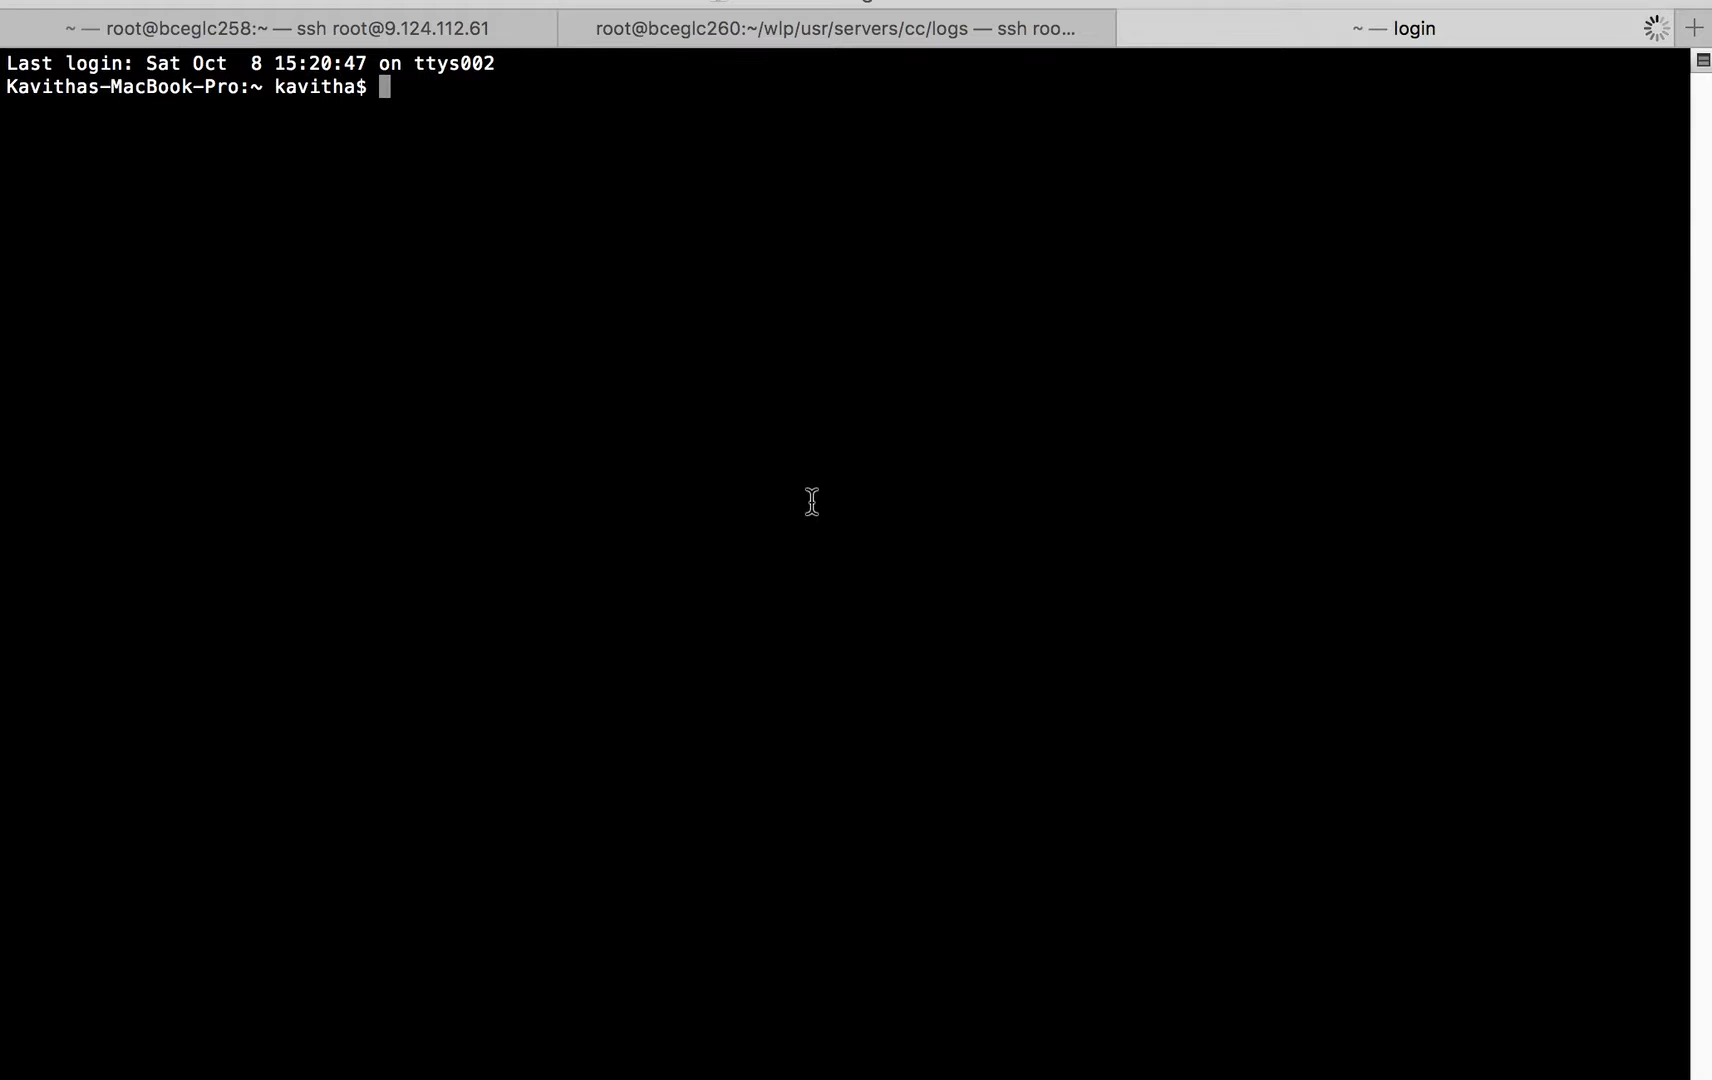 ~ — root@bceglc258:~ — ssh root@9.124.112.61
root@bceglc260:~/wlp/usr/servers/cc/logs — ssh roo...
~ — login
Last login: Sat Oct  8 15:20:47 on ttys002
Kavithas-MacBook-Pro:~ kavitha$